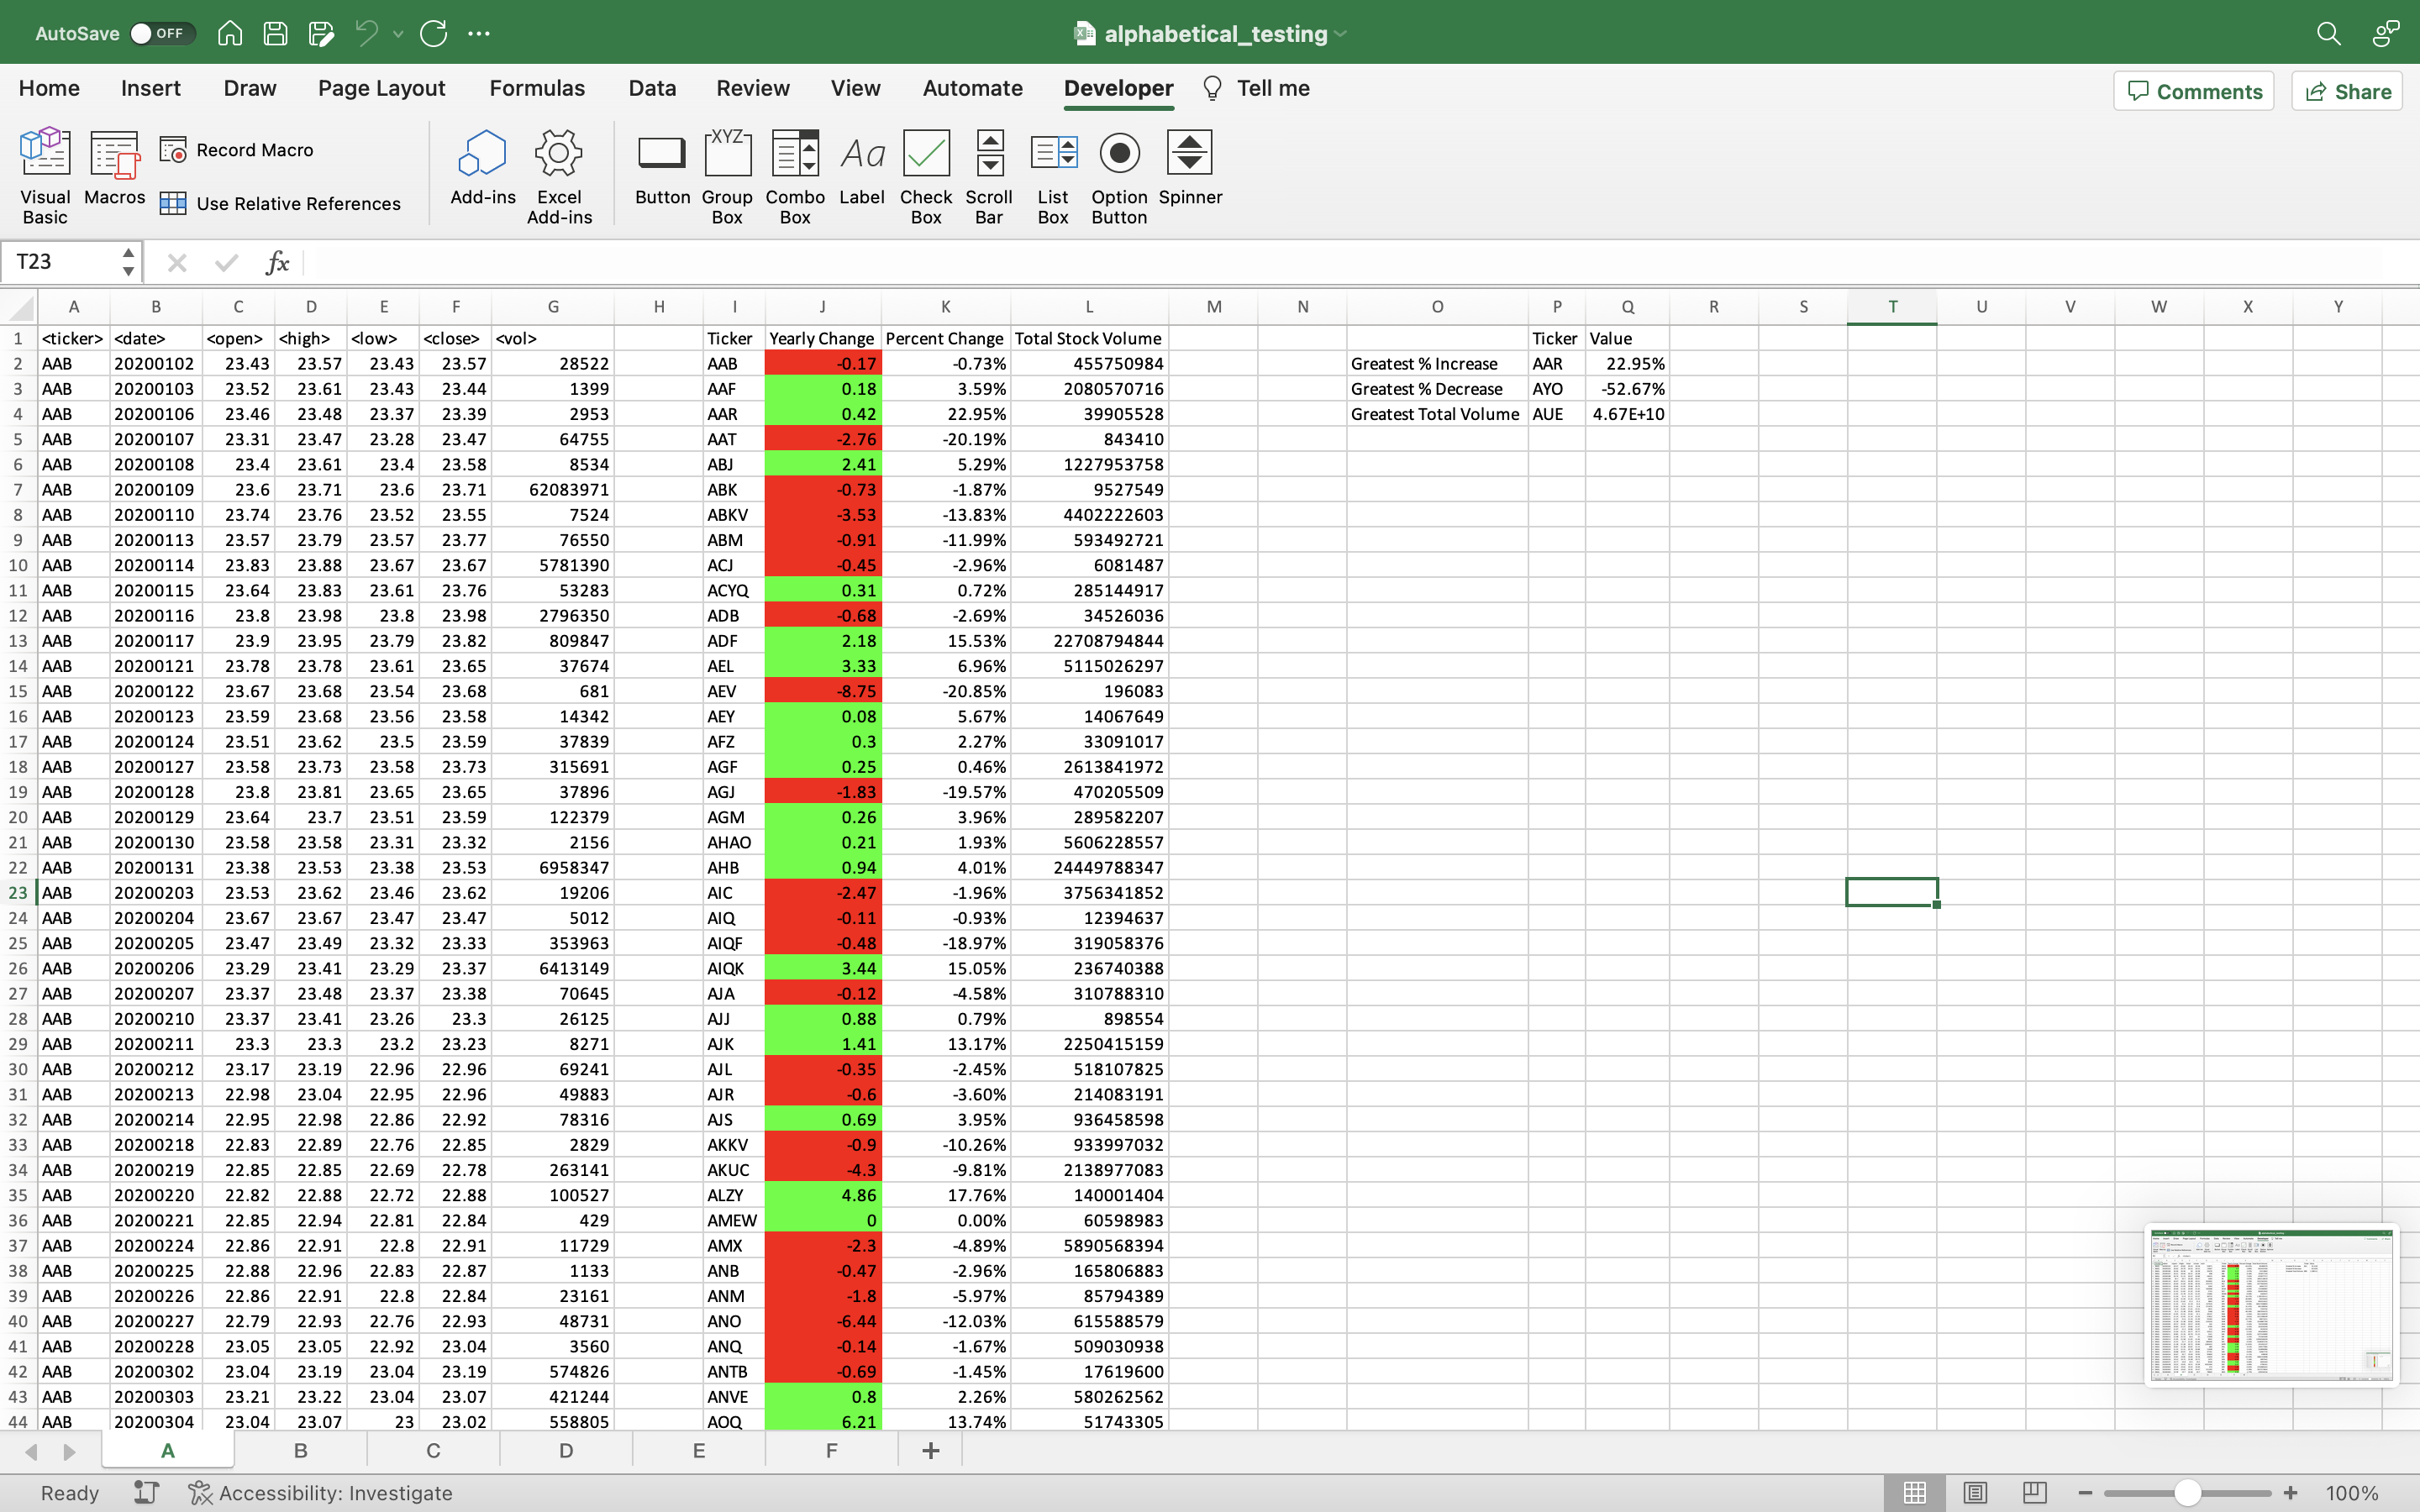 AutoSave OFF alphabetical_testing
Home Insert Draw Page Layout Formulas Data Review View Automate Developer Tell me Comments Share
Visual Basic Macros Record Macro Use Relative References Add-ins Excel Add-ins Button XYZ Group Box Combo Box Aa Label Check Box Scroll Bar List Box Option Button Spinner
T23 fx
A B C D E F G H I J K L M N O P Q R S T U V W X Y
1 <ticker> <date> <open> <high> <low> <close> <vol> Ticker Yearly Change Percent Change Total Stock Volume Ticker Value
2 AAB 20200102 23.43 23.57 23.43 23.57 28522 AAB -0.17 -0.73% 455750984 Greatest % Increase AAR 22.95%
3 AAB 20200103 23.52 23.61 23.43 23.44 1399 AAF 0.18 3.59% 2080570716 Greatest % Decrease AYO -52.67%
4 AAB 20200106 23.46 23.48 23.37 23.39 2953 AAR 0.42 22.95% 39905528 Greatest Total Volume AUE 4.67E+10
5 AAB 20200107 23.31 23.47 23.28 23.47 64755 AAT -2.76 -20.19% 843410
6 AAB 20200108 23.4 23.61 23.4 23.58 8534 ABJ 2.41 5.29% 1227953758
7 AAB 20200109 23.6 23.71 23.6 23.71 62083971 ABK -0.73 -1.87% 9527549
8 AAB 20200110 23.74 23.76 23.52 23.55 7524 ABKV -3.53 -13.83% 4402222603
9 AAB 20200113 23.57 23.79 23.57 23.77 76550 ABM -0.91 -11.99% 593492721
10 AAB 20200114 23.83 23.88 23.67 23.67 5781390 ACJ -0.45 -2.96% 6081487
11 AAB 20200115 23.64 23.83 23.61 23.76 53283 ACYQ 0.31 0.72% 285144917
12 AAB 20200116 23.8 23.98 23.8 23.98 2796350 ADB -0.68 -2.69% 34526036
13 AAB 20200117 23.9 23.95 23.79 23.82 809847 ADF 2.18 15.53% 22708794844
14 AAB 20200121 23.78 23.78 23.61 23.65 37674 AEL 3.33 6.96% 5115026297
15 AAB 20200122 23.67 23.68 23.54 23.68 681 AEV -8.75 -20.85% 196083
16 AAB 20200123 23.59 23.68 23.56 23.58 14342 AEY 0.08 5.67% 14067649
17 AAB 20200124 23.51 23.62 23.5 23.59 37839 AFZ 0.3 2.27% 33091017
18 AAB 20200127 23.58 23.73 23.58 23.73 315691 AGF 0.25 0.46% 2613841972
19 AAB 20200128 23.8 23.81 23.65 23.65 37896 AGJ -1.83 -19.57% 470205509
20 AAB 20200129 23.64 23.7 23.51 23.59 122379 AGM 0.26 3.96% 289582207
21 AAB 20200130 23.58 23.58 23.31 23.32 2156 AHAO 0.21 1.93% 5606228557
22 AAB 20200131 23.38 23.53 23.38 23.53 6958347 AHB 0.94 4.01% 24449788347
23 AAB 20200203 23.53 23.62 23.46 23.62 19206 AIC -2.47 -1.96% 3756341852
24 AAB 20200204 23.67 23.67 23.47 23.47 5012 AIQ -0.11 -0.93% 12394637
25 AAB 20200205 23.47 23.49 23.32 23.33 353963 AIQF -0.48 -18.97% 319058376
26 AAB 20200206 23.29 23.41 23.29 23.37 6413149 AIQK 3.44 15.05% 236740388
27 AAB 20200207 23.37 23.48 23.37 23.38 70645 AJA -0.12 -4.58% 310788310
28 AAB 20200210 23.37 23.41 23.26 23.3 26125 AJJ 0.88 0.79% 898554
29 AAB 20200211 23.3 23.3 23.2 23.23 8271 AJK 1.41 13.17% 2250415159
30 AAB 20200212 23.17 23.19 22.96 22.96 69241 AJL -0.35 -2.45% 518107825
31 AAB 20200213 22.98 23.04 22.95 22.96 49883 AJR -0.6 -3.60% 214083191
32 AAB 20200214 22.95 22.98 22.86 22.92 78316 AJS 0.69 3.95% 936458598
33 AAB 20200218 22.83 22.89 22.76 22.85 2829 AKKV -0.9 -10.26% 933997032
34 AAB 20200219 22.85 22.85 22.69 22.78 263141 AKUC -4.3 -9.81% 2138977083
35 AAB 20200220 22.82 22.88 22.72 22.88 100527 ALZY 4.86 17.76% 140001404
36 AAB 20200221 22.85 22.94 22.81 22.84 429 AMEW 0 0.00% 60598983
37 AAB 20200224 22.86 22.91 22.8 22.91 11729 AMX -2.3 -4.89% 5890568394
38 AAB 20200225 22.88 22.96 22.83 22.87 1133 ANB -0.47 -2.96% 165806883
39 AAB 20200226 22.86 22.91 22.8 22.84 23161 ANM -1.8 -5.97% 85794389
40 AAB 20200227 22.79 22.93 22.76 22.93 48731 ANO -6.44 -12.03% 615588579
41 AAB 20200228 23.05 23.05 22.92 23.04 3560 ANQ -0.14 -1.67% 509030938
42 AAB 20200302 23.04 23.19 23.04 23.19 574826 ANTB -0.69 -1.45% 17619600
43 AAB 20200303 23.21 23.22 23.04 23.07 421244 ANVE 0.8 2.26% 580262562
44 AAB 20200304 23.04 23.07 23 23.02 558805 AOQ 6.21 13.74% 51743305
A B C D E F +
Ready Accessibility: Investigate 100%